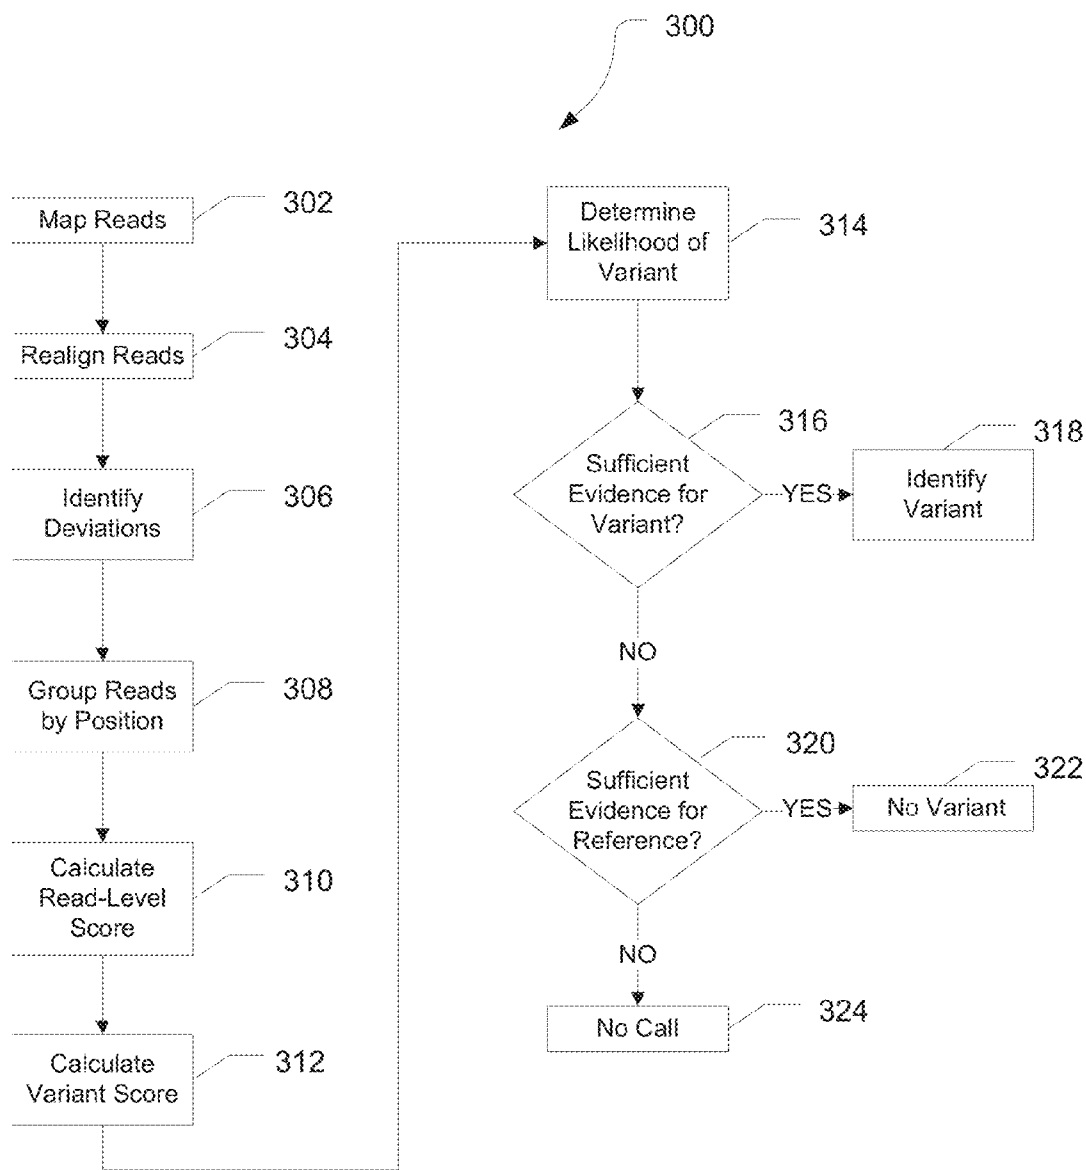 300
Map Reads
302
Realign Reads
304
Identify
Deviations
306
Group Reads
by Position
308
Calculate
Read-Level
Score
310
Calculate
Variant Score
312
Determine
Likelihood of
Variant
314
Sufficient
Evidence for
Variant?
316
YES
Identify
Variant
318
NO
Sufficient
Evidence for
Reference?
320
YES
No Variant
322
NO
No Call
324